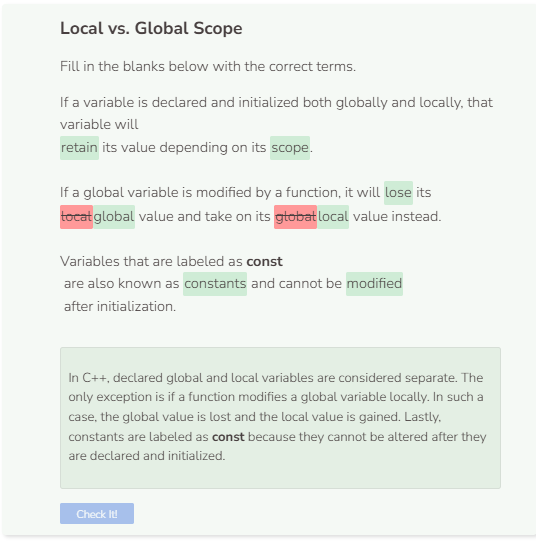 Local vs. Global Scope
Fill in the blanks below with the correct terms.
If a variable is declared and initialized both globally and locally, that
variable will
retain its value depending on its scope.
If a global variable is modified by a function, it will lose its
local global value and take on its global local value instead.
Variables that are labeled as const
are also known as constants and cannot be modified
after initialization.
In C++, declared global and local variables are considered separate. The
only exception is if a function modifies a global variable locally. In such a
case, the global value is lost and the local value is gained. Lastly,
constants are labeled as const because they cannot be altered after they
are declared and initialized.
Check It!